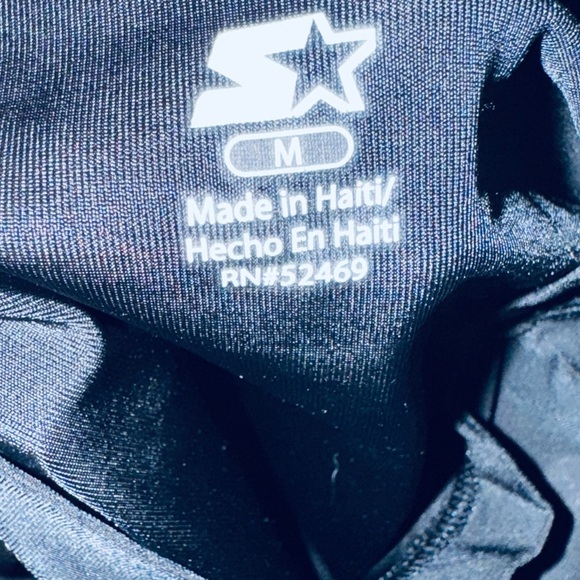 M
Made in Haiti/
Hecho En Haiti
RN#52469